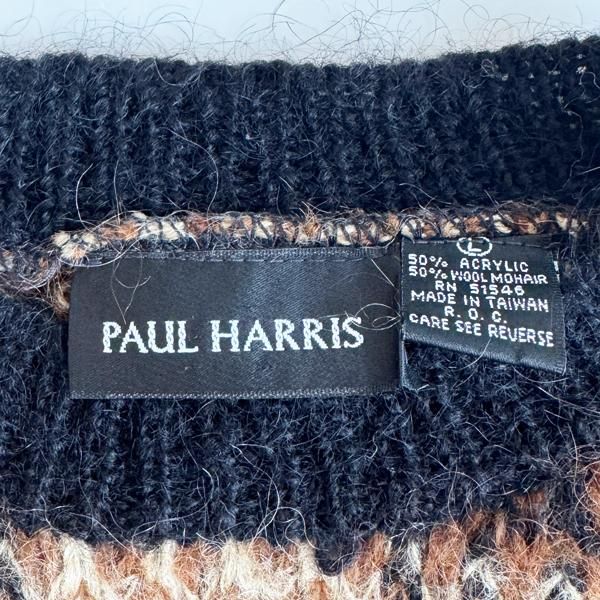 PAUL HARRIS
L
50% ACRYLIC
50% WOOL MOHAIR
RN 51546
MADE IN TAIWAN
R. O. C.
CARE SEE REVERSE